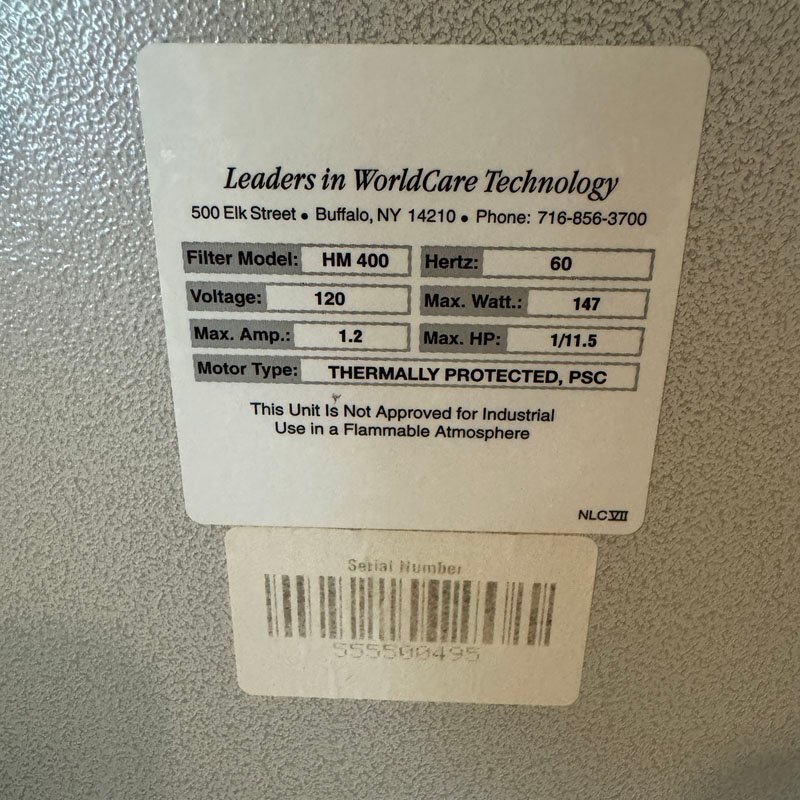 Leaders in WorldCare Technology
500 Elk Street • Buffalo, NY 14210 • Phone: 716-856-3700
Filter Model: HM 400 Hertz: 60
Voltage: 120 Max. Watt.: 147
Max. Amp.: 1.2 Max. HP: 1/11.5
Motor Type: THERMALLY PROTECTED, PSC
This Unit Is Not Approved for Industrial
Use in a Flammable Atmosphere
NLC VII
Serial Number
555500495